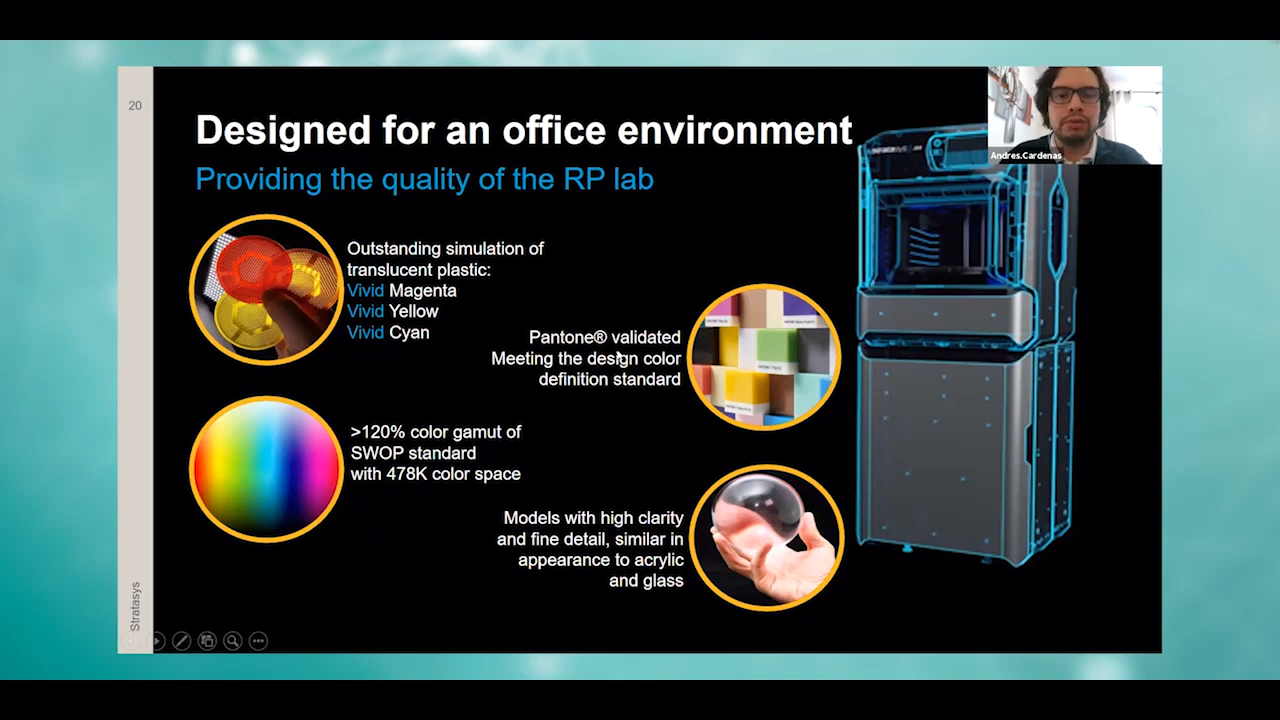 20
Designed for an office environment
Providing the quality of the RP lab
Outstanding simulation of
translucent plastic:
Vivid Magenta
Vivid Yellow
Vivid Cyan
Pantone® validated
Meeting the design color
definition standard
>120% color gamut of
SWOP standard
with 478K color space
Models with high clarity
and fine detail, similar in
appearance to acrylic
and glass
Stratasys
Andres.Cardenas